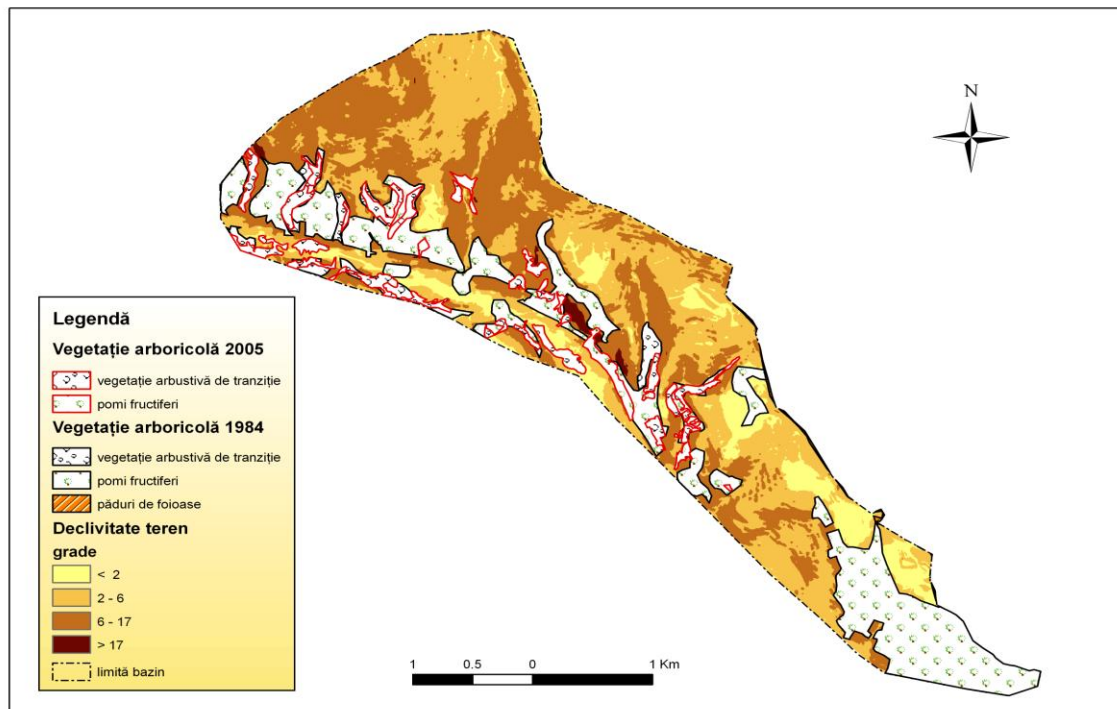 N
Legendă
Vegetație arboricolă 2005
vegetație arbustivă de tranziție
pomi fructiferi
Vegetație arboricolă 1984
vegetație arbustivă de tranziție
pomi fructiferi
păduri de foioase
Declivitate teren
grade
< 2
2 - 6
6 - 17
> 17
limită bazin
1 0.5 0 1 Km